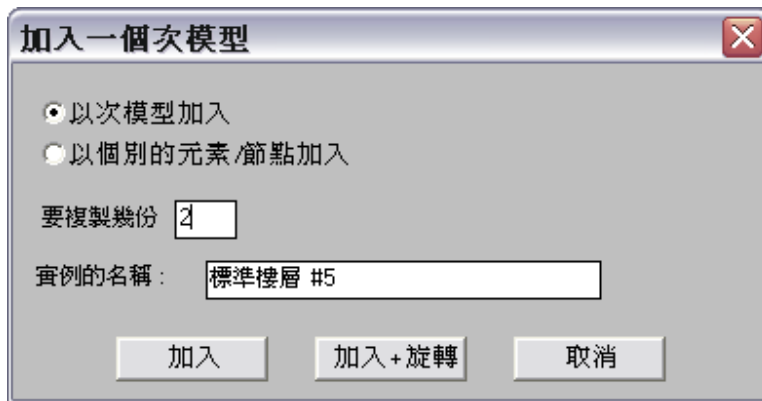 加入一個次模型
以次模型加入
以個別的元素/節點加入
要複製幾份 2
實例的名稱: 標準樓層 #5
加入 加入+旋轉 取消